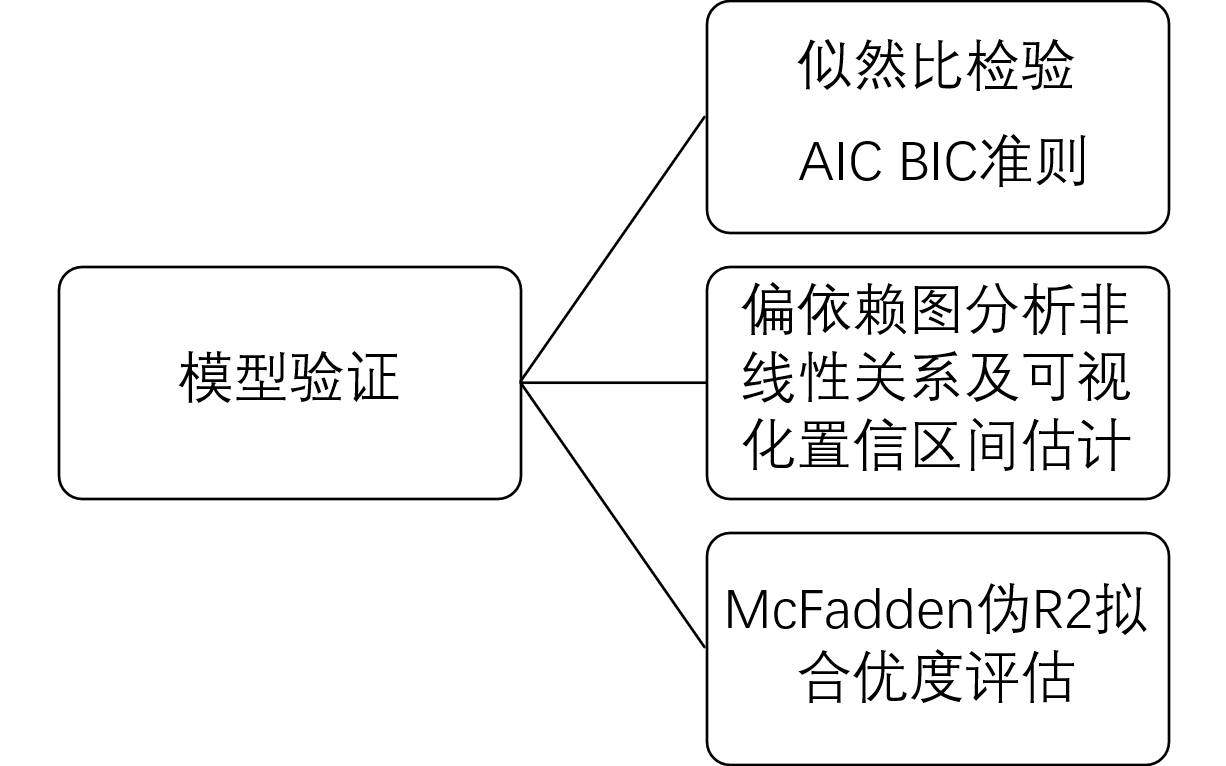 模型验证
似然比检验
AIC BIC准则
偏依赖图分析非
线性关系及可视
化置信区间估计
McFadden伪R2拟
合优度评估